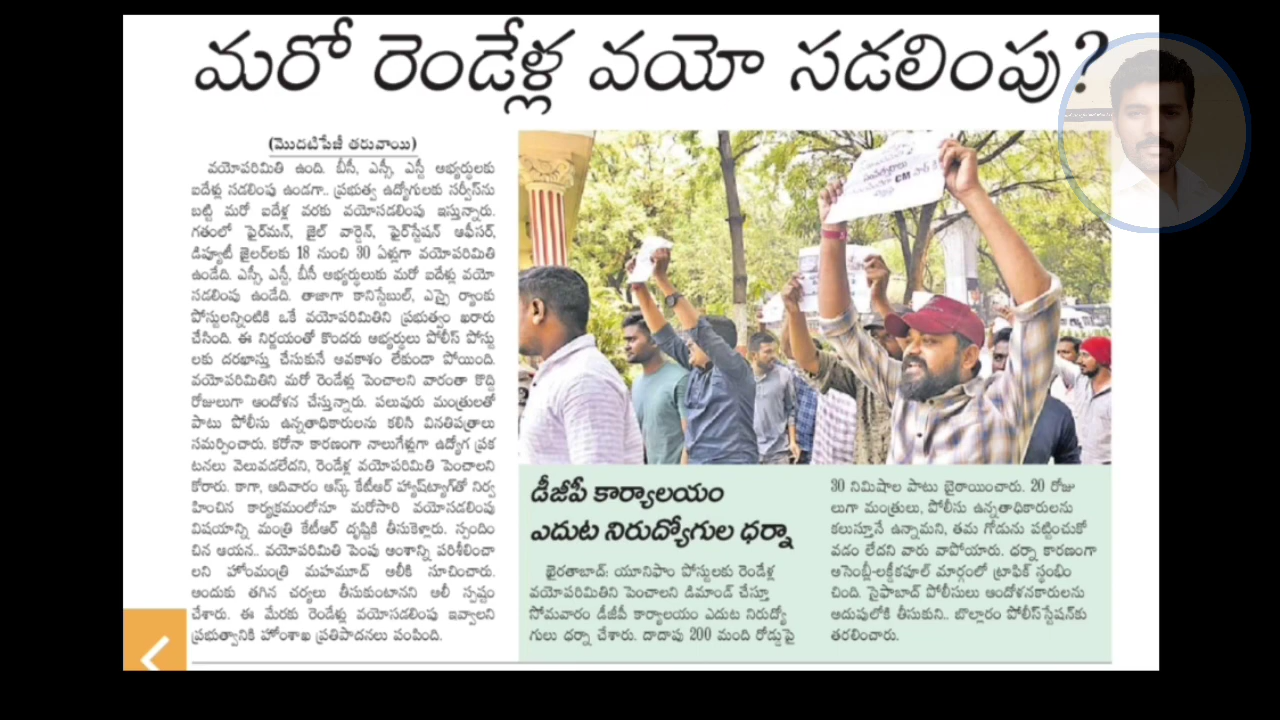 మరో రెండేళ్ల వయో సడలింపు?
(మొదటిపేజీ తరువాయి)
వయోపరిమితి ఉంది. బీసీ, ఎస్సీ, ఎస్టీ అభ్యర్థులకు
ఐదేళ్లు సడలింపు ఉండగా.. ప్రభుత్వ ఉద్యోగులకు సర్వీస్‌ను
బట్టి మరో ఐదేళ్ల వరకు వయోసడలింపు ఇస్తున్నారు.
గతంలో ఫైర్‌మన్, జైల్ వార్డెన్, ఫైర్‌స్టేషన్ ఆఫీసర్,
డిప్యూటీ జైలర్‌లకు 18 నుంచి 30 ఏళ్లుగా వయోపరిమితి
ఉండేది. ఎస్సీ, ఎస్టీ, బీసీ అభ్యర్థులుకు మరో ఐదేళ్లు వయో
సడలింపు ఉండేది. తాజాగా కానిస్టేబుల్, ఎస్సై ర్యాంకు
పోస్టులన్నింటికి ఒకే వయోపరిమితిని ప్రభుత్వం ఖరారు
చేసింది. ఈ నిర్ణయంతో కొందరు అభ్యర్థులు పోలీస్ పోస్టు
లకు దరఖాస్తు చేసుకునే అవకాశం లేకుండా పోయింది.
వయోపరిమితిని మరో రెండేళ్లు పెంచాలని వారంతా కొద్ది
రోజులుగా ఆందోళన చేస్తున్నారు. పలువురు మంత్రులతో
పాటు పోలీసు ఉన్నతాధికారులను కలిసి వినతిపత్రాలు
సమర్పించారు. కరోనా కారణంగా నాలుగేళ్లుగా ఉద్యోగ ప్రక
టనలు వెలువడలేదని, రెండేళ్ల వయోపరిమితి పెంచాలని
కోరారు. కాగా, ఆదివారం ఆస్క్ కేటీఆర్ హ్యాష్‌ట్యాగ్‌తో నిర్వ
హించిన కార్యక్రమంలోనూ మరోసారి వయోసడలింపు
విషయాన్ని మంత్రి కేటీఆర్ దృష్టికి తీసుకెళ్లారు. స్పందిం
చిన ఆయన.. వయోపరిమితి పెంపు అంశాన్ని పరిశీలించా
లని హోంమంత్రి మహమూద్ ఆలీకి సూచించారు.
అందుకు తగిన చర్యలు తీసుకుంటానని అలీ స్పష్టం
చేశారు. ఈ మేరకు రెండేళ్లు వయోసడలింపు ఇవ్వాలని
ప్రభుత్వానికి హోంశాఖ ప్రతిపాదనలు పంపింది.
CM
డీజీపీ కార్యాలయం
ఎదుట నిరుద్యోగుల ధర్నా
ఖైరతాబాద్: యూనిఫాం పోస్టులకు రెండేళ్ల
వయోపరిమితిని పెంచాలని డిమాండ్ చేస్తూ
సోమవారం డీజీపీ కార్యాలయం ఎదుట నిరుద్యో
గులు ధర్నా చేశారు. దాదాపు 200 మంది రోడ్డుపై
30 నిమిషాల పాటు బైఠాయించారు. 20 రోజు
లుగా మంత్రులు, పోలీసు ఉన్నతాధికారులను
కలుస్తూనే ఉన్నామని, తమ గోడును పట్టించుకో
వడం లేదని వారు వాపోయారు. ధర్నా కారణంగా
అసెంబ్లీ-లక్డీకపూల్ మార్గంలో ట్రాఫిక్ స్థంభిం
చింది. సైఫాబాద్ పోలీసులు ఆందోళనకారులను
అదుపులోకి తీసుకుని.. బొల్లారం పోలీస్‌స్టేషన్‌కు
తరలించారు.